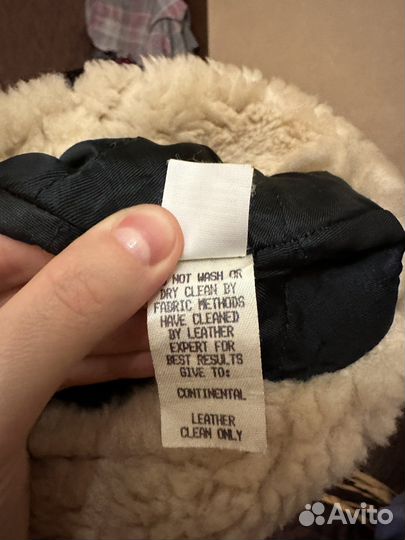 NOT WASH OR
DRY CLEAN BY
FABRIC METHODS
HAVE CLEANED
BY LEATHER
EXPERT FOR
BEST RESULTS
GIVE TO:
CONTINENTAL
LEATHER
CLEAN ONLY
Avito